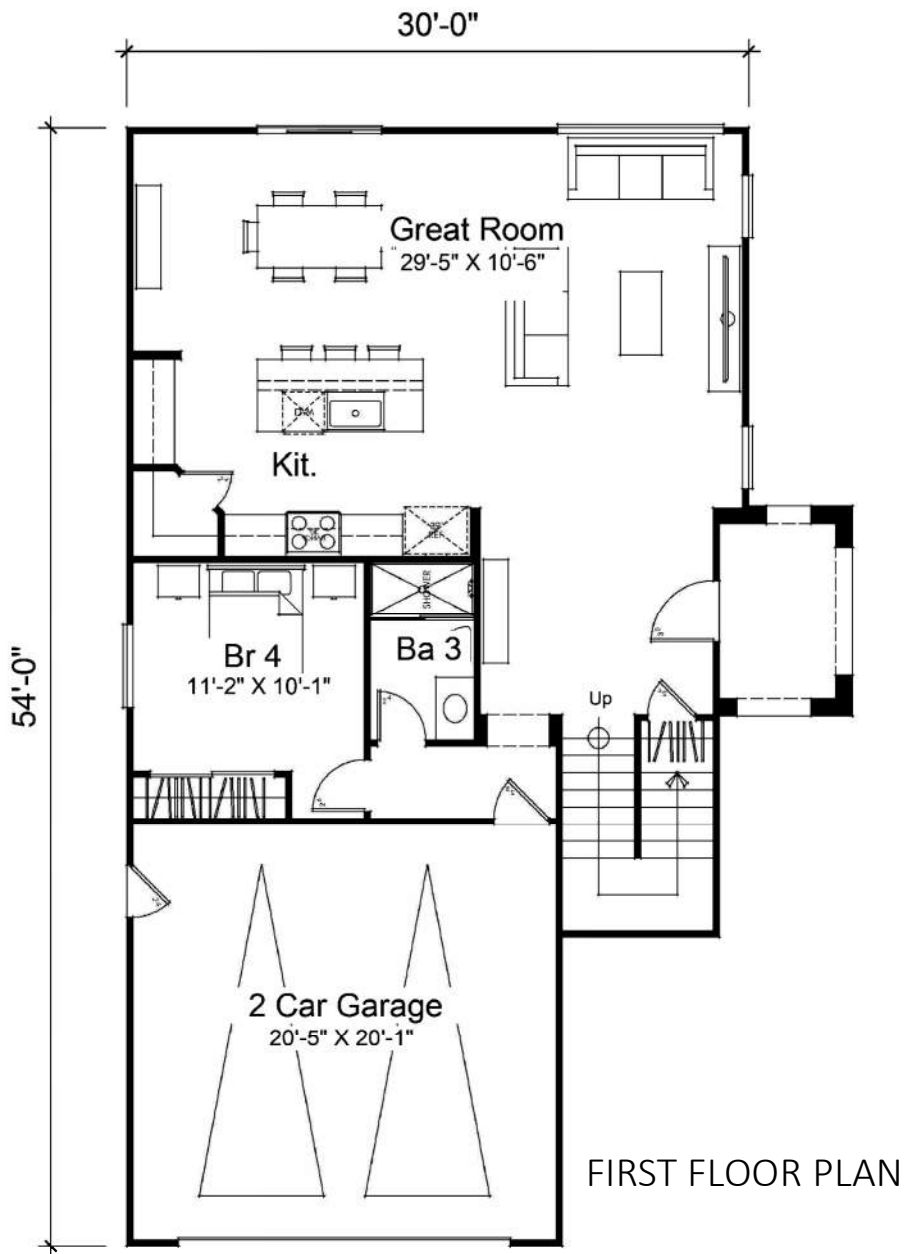 30'-0"
Great Room
29'-5" X 10'-6"
Kit.
54'-0"
SHOWER
Br 4
11'-2" X 10'-1"
Ba 3
Up
2 Car Garage
20'-5" X 20'-1"
FIRST FLOOR PLAN